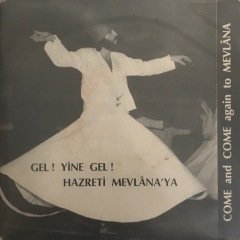 GEL ! YİNE GEL !
HAZRETİ MEVLÂNA'YA
COME and COME again to MEVLÂNA